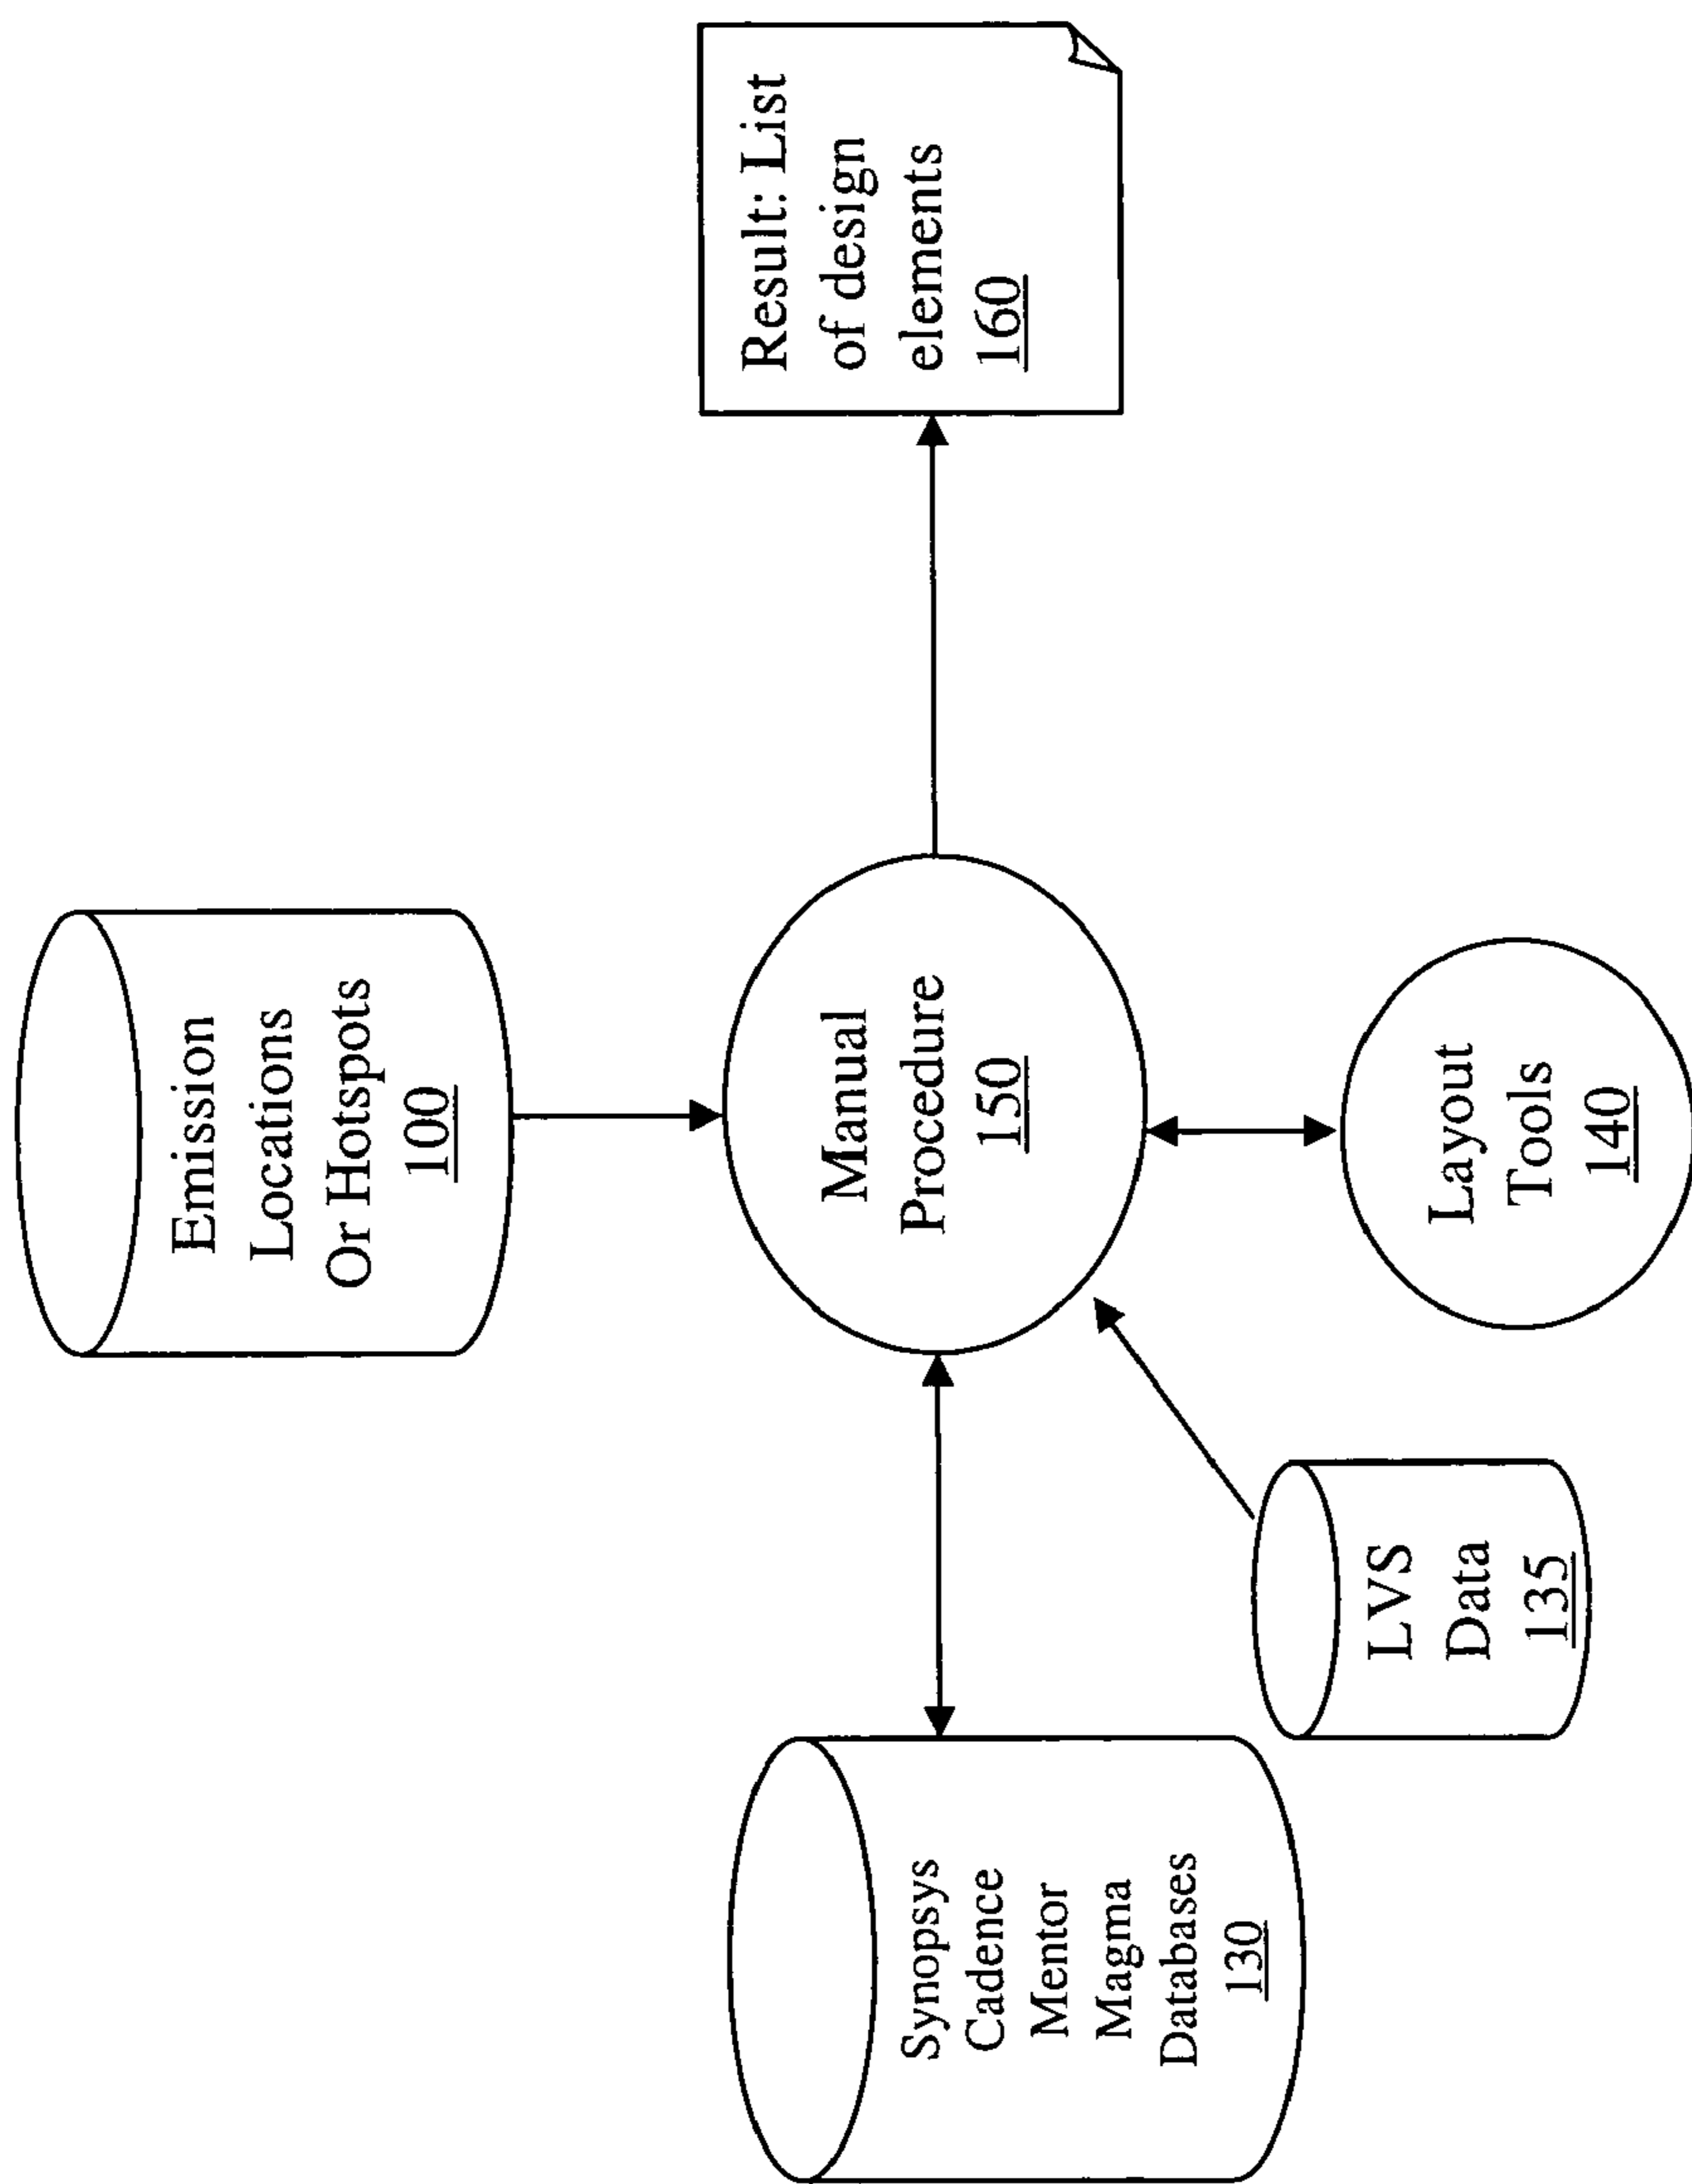 Emission
Locations
Or Hotspots
100
Synopsys
Cadence
Mentor
Magma
Databases
130
Manual
Procedure
150
Result: List
of design
elements
160
LVS
Data
135
Layout
Tools
140